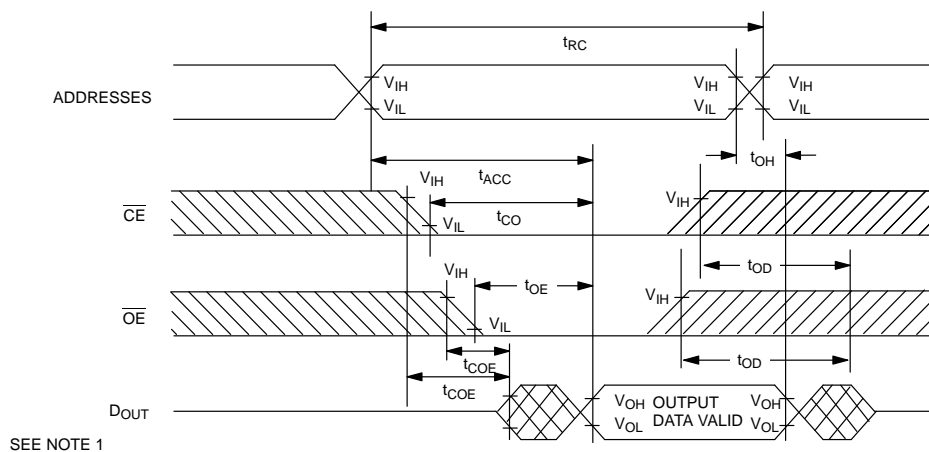 tRC
ADDRESSES
VIH VIH VIH
VIL VIL VIL
tOH
tACC
VIH
CE
tCO
VIL
VIH
tOD
VIH
OE
tOE
VIL
VIH
tCOE
tOD
tCOE
DOUT
VOH OUTPUT VOH
VOL DATA VALID VOL
SEE NOTE 1